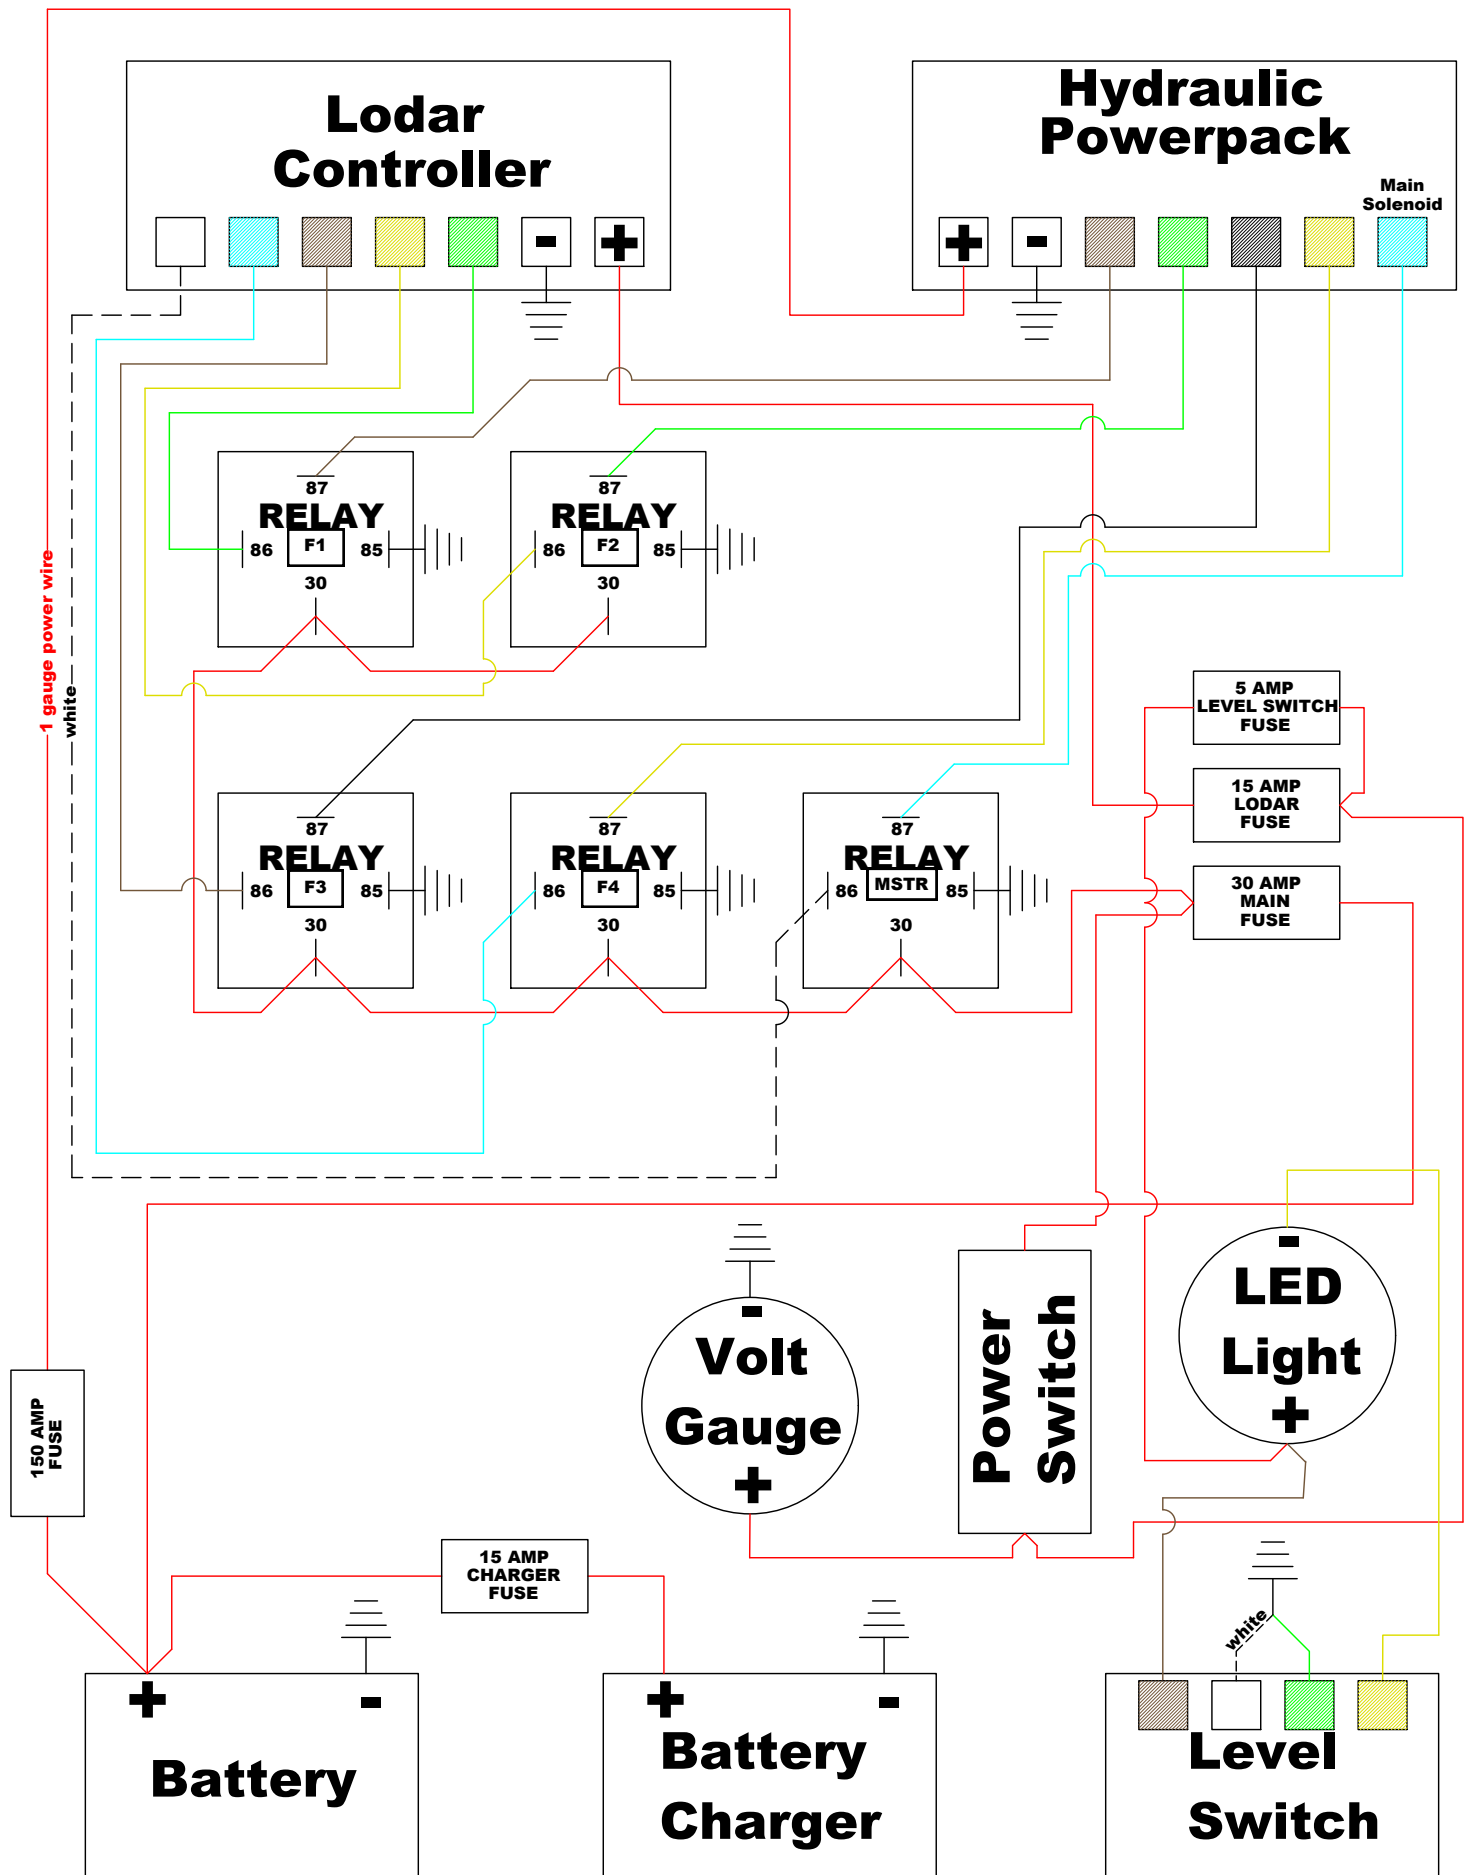 Lodar
Controller
Hydraulic
Powerpack
Main
Solenoid
- +
+ -
87
RELAY
86 F1 85
30
87
RELAY
86 F2 85
30
1 gauge power wire
white
5 AMP
LEVEL SWITCH
FUSE
15 AMP
LODAR
FUSE
87
RELAY
86 F3 85
30
87
RELAY
86 F4 85
30
87
RELAY
86 MSTR 85
30
30 AMP
MAIN
FUSE
-
Volt
Gauge
+
Power
Switch
-
LED
Light
+
150 AMP
FUSE
15 AMP
CHARGER
FUSE
white
+ -
Battery
+ -
Battery
Charger
Level
Switch